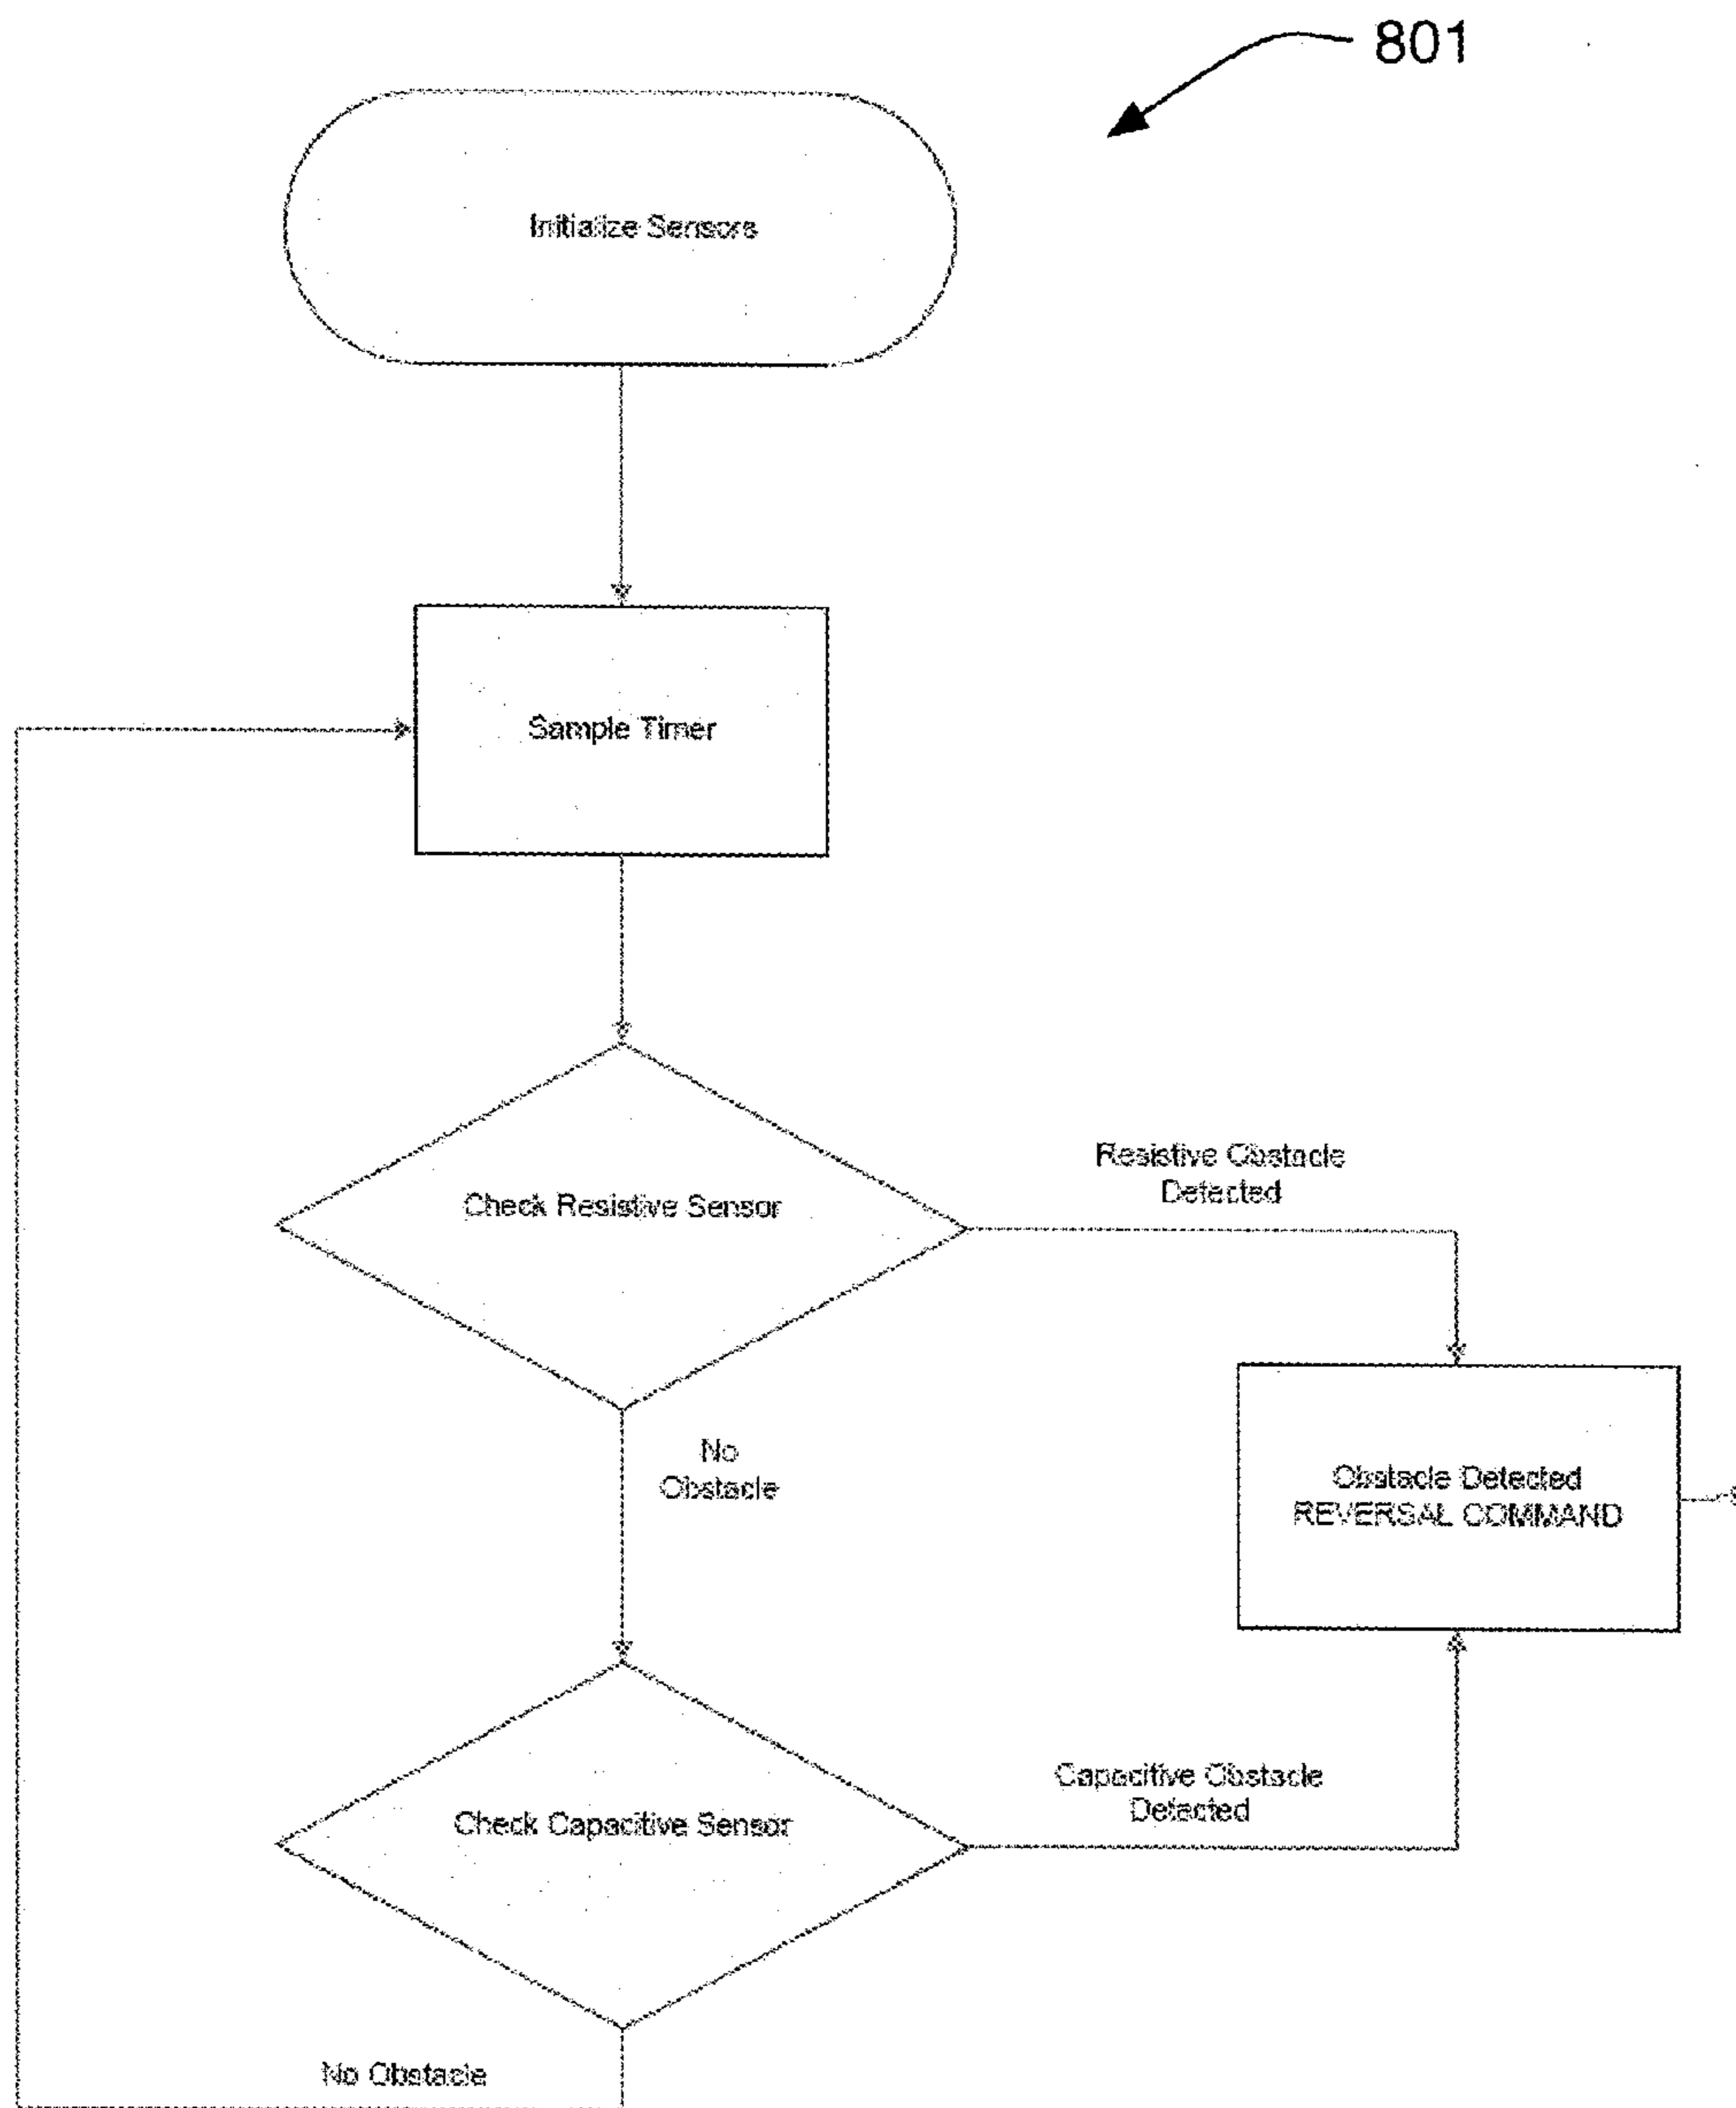 801
Initialize Sensors
Sample Timer
Check Resistive Sensor
Resistive Obstacle
Detected
No
Obstacle
Obstacle Detected
REVERSAL COMMAND
Check Capacitive Sensor
Capacitive Obstacle
Detected
No Obstacle